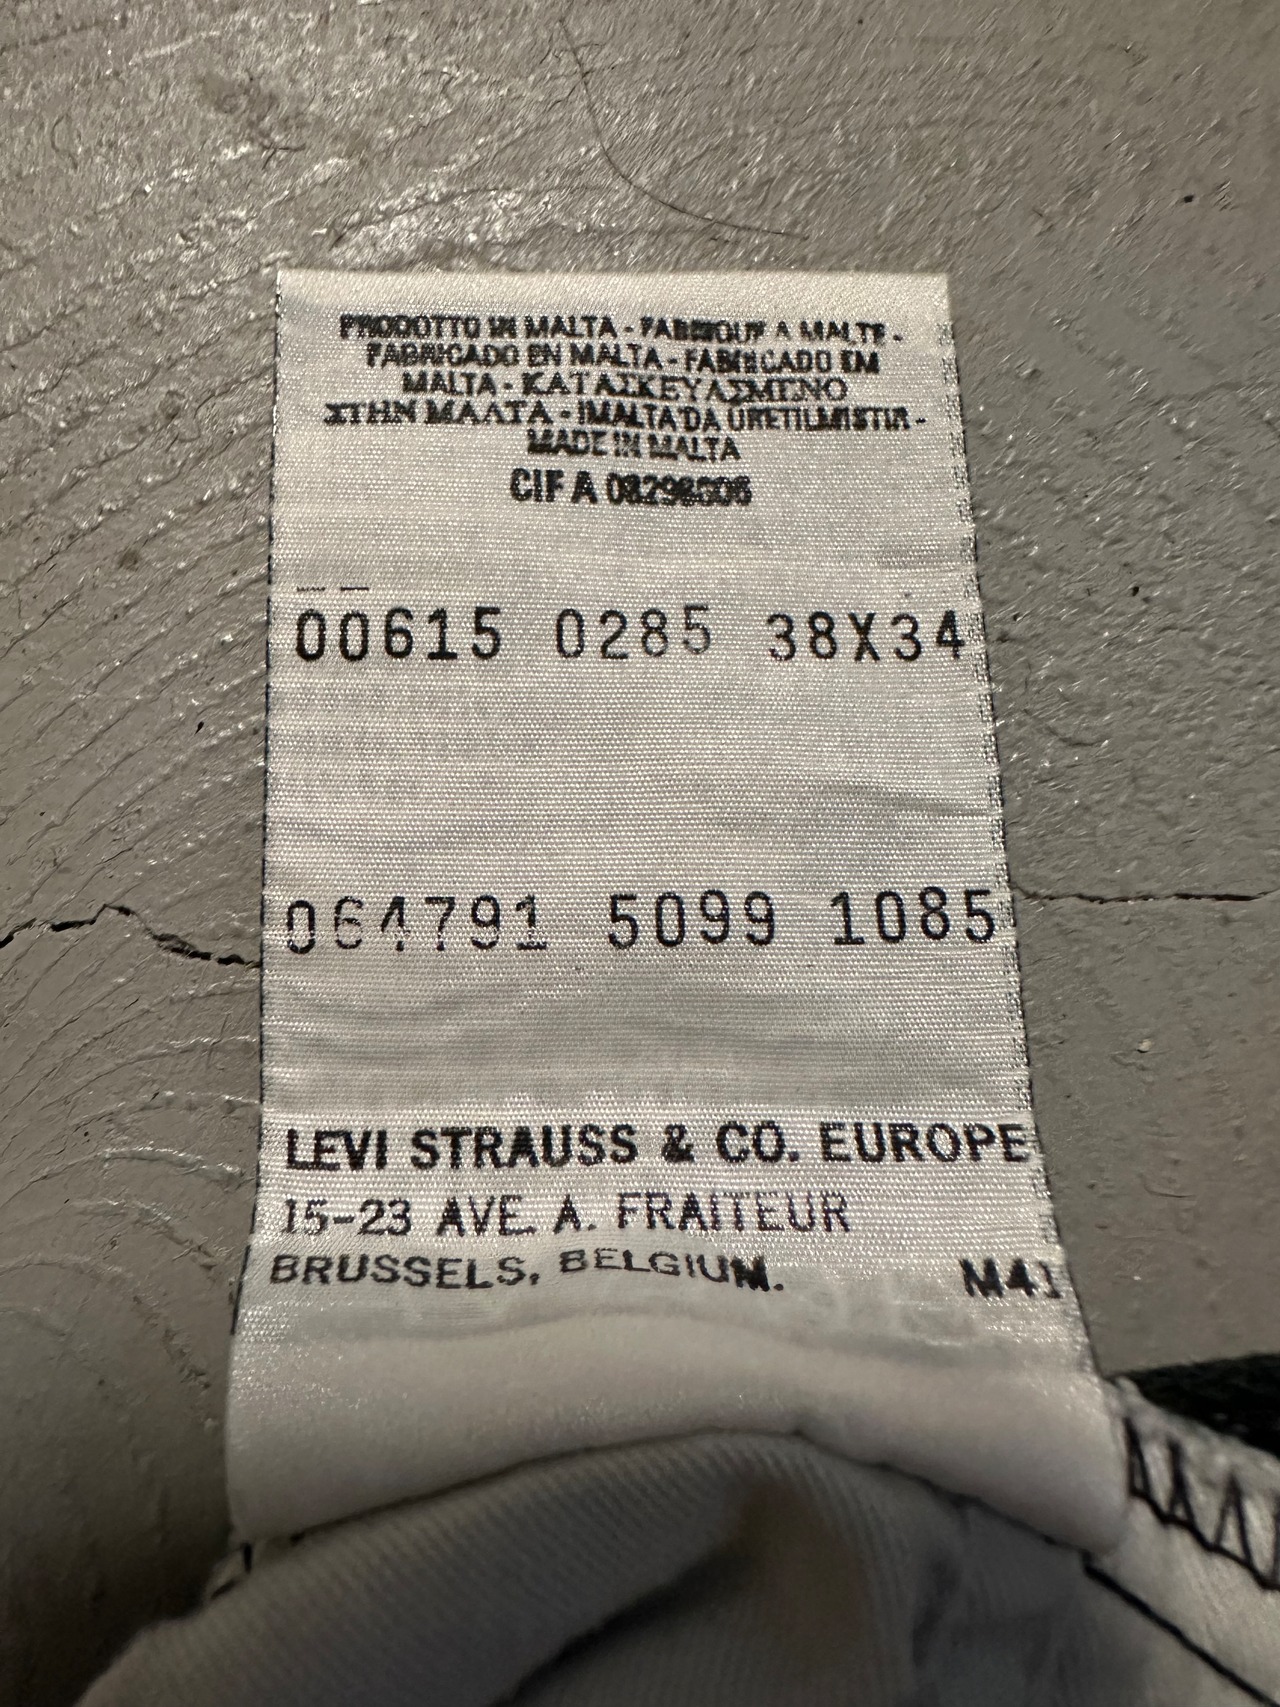 PRODOTTO IN MALTA - FABRIQUE A MALTE -
FABRICADO EN MALTA - FABRICADO EM
MALTA - ΚΑΤΑΣΚΕΥΑΣΜΕΝΟ
ΣΤΗΝ ΜΑΛΤΑ - IMALTA'DA URETILMISTIR -
MADE IN MALTA
CIF A
00615 0285 38X34
064791 5099 1085
LEVI STRAUSS & CO. EUROPE
15-23 AVE. A. FRAITEUR
BRUSSELS, BELGIUM. M41